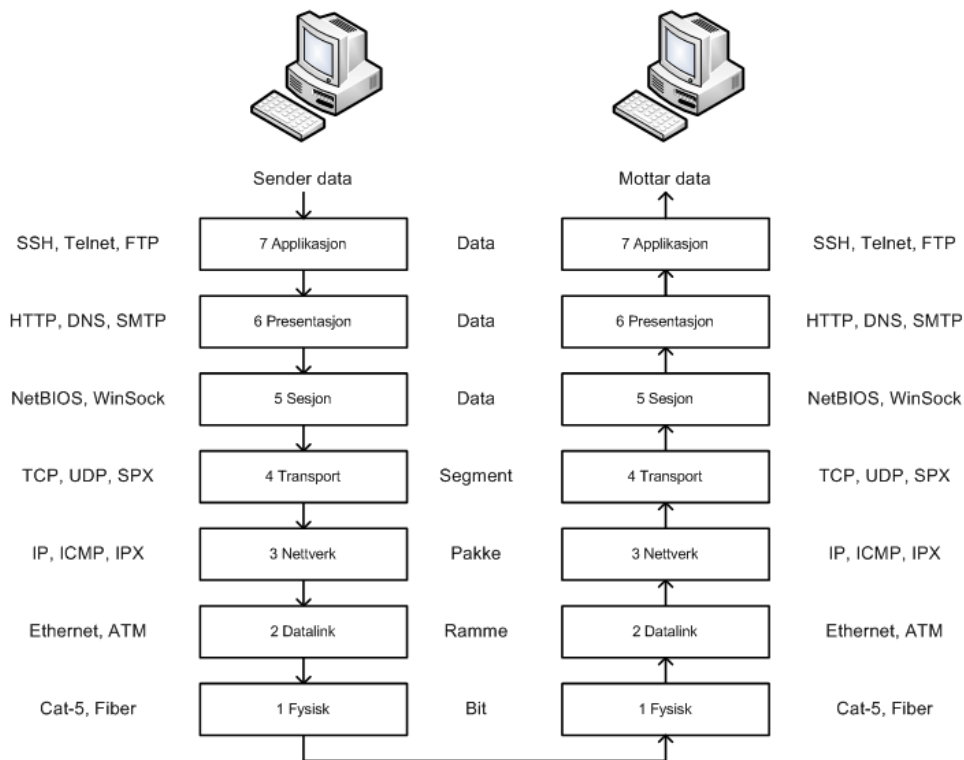 Sender data
Mottar data
SSH, Telnet, FTP
7 Applikasjon
Data
7 Applikasjon
SSH, Telnet, FTP
HTTP, DNS, SMTP
6 Presentasjon
Data
6 Presentasjon
HTTP, DNS, SMTP
NetBIOS, WinSock
5 Sesjon
Data
5 Sesjon
NetBIOS, WinSock
TCP, UDP, SPX
4 Transport
Segment
4 Transport
TCP, UDP, SPX
IP, ICMP, IPX
3 Nettverk
Pakke
3 Nettverk
IP, ICMP, IPX
Ethernet, ATM
2 Datalink
Ramme
2 Datalink
Ethernet, ATM
Cat-5, Fiber
1 Fysisk
Bit
1 Fysisk
Cat-5, Fiber